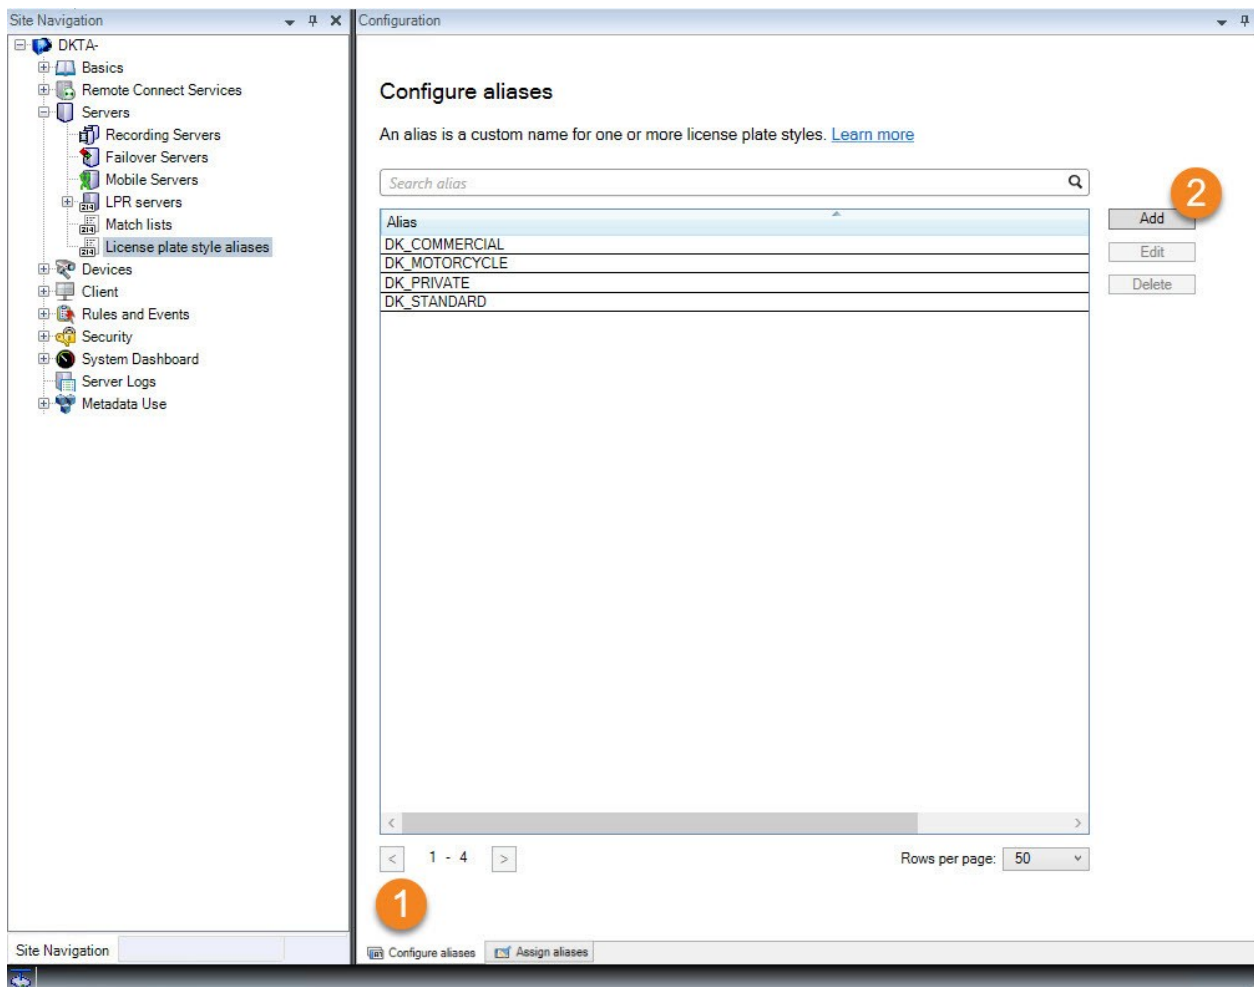 Site Navigation
DKTA-
Basics
Remote Connect Services
Servers
Recording Servers
Failover Servers
Mobile Servers
LPR servers
Match lists
License plate style aliases
Devices
Client
Rules and Events
Security
System Dashboard
Server Logs
Metadata Use
Site Navigation
Configuration
Configure aliases
An alias is a custom name for one or more license plate styles. Learn more
Search alias
Alias
DK_COMMERCIAL
DK_MOTORCYCLE
DK_PRIVATE
DK_STANDARD
2
Add
Edit
Delete
< 1 - 4 >
Rows per page: 50
1
Configure aliases
Assign aliases